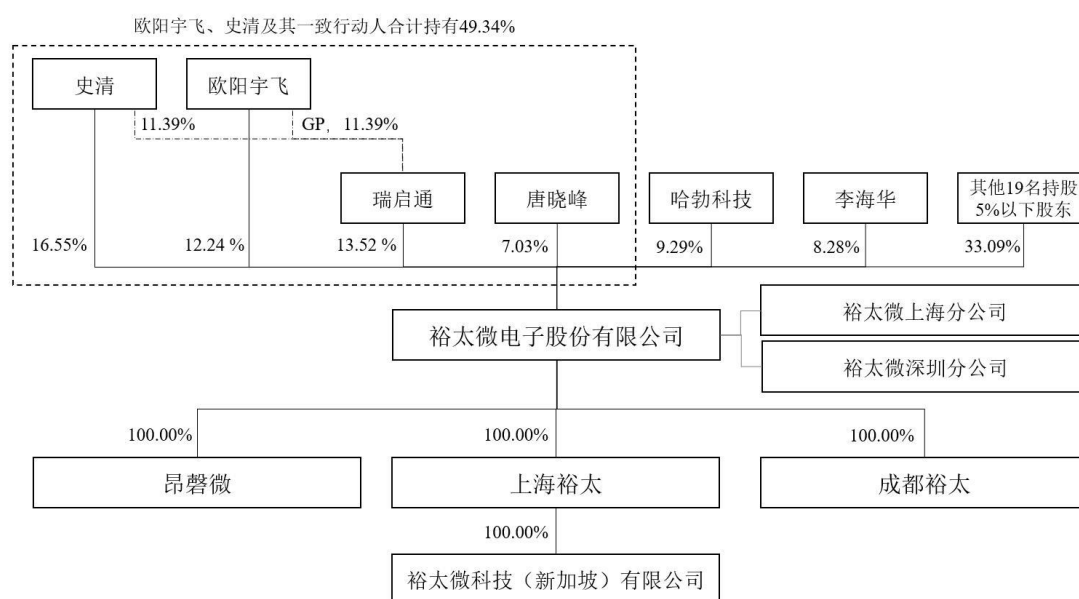 欧阳宇飞、史清及其一致行动人合计持有49.34%
史清
欧阳宇飞
11.39%
GP，11.39%
瑞启通
唐晓峰
哈勃科技
李海华
其他19名持股
5%以下股东
16.55%
12.24 %
13.52 %
7.03%
9.29%
8.28%
33.09%
裕太微电子股份有限公司
裕太微上海分公司
裕太微深圳分公司
100.00%
100.00%
100.00%
昂磬微
上海裕太
成都裕太
100.00%
裕太微科技（新加坡）有限公司